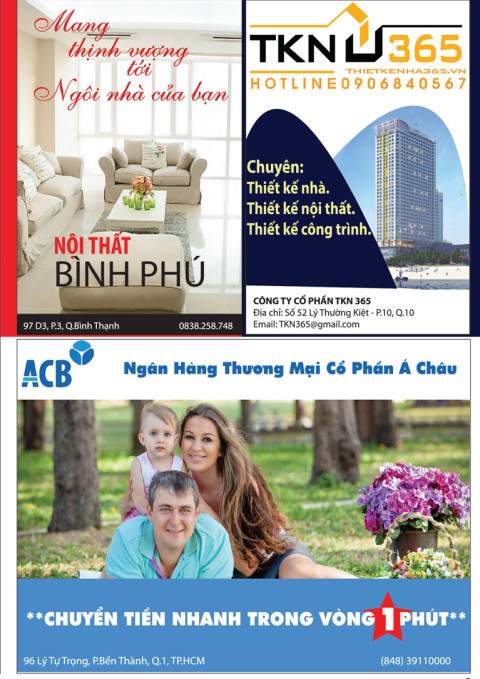 Mang
thịnh vượng
tới
Ngôi nhà của bạn
NỘI THẤT
BÌNH PHÚ
97 D3, P.3, Q.Bình Thạnh 0838.258.748
TKN 365
THIETKENHA365.VN
HOTLINE0906840567
Chuyên:
Thiết kế nhà.
Thiết kế nội thất.
Thiết kế công trình.
CÔNG TY CỔ PHẦN TKN 365
Địa chỉ: Số 52 Lý Thường Kiệt - P.10, Q.10
Email: TKN365@gmail.com
ACB
Ngân Hàng Thương Mại Cổ Phần Á Châu
**CHUYỂN TIỀN NHANH TRONG VÒNG 1 PHÚT**
96 Lý Tự Trọng, P.Bến Thành, Q.1, TP.HCM (848) 39110000